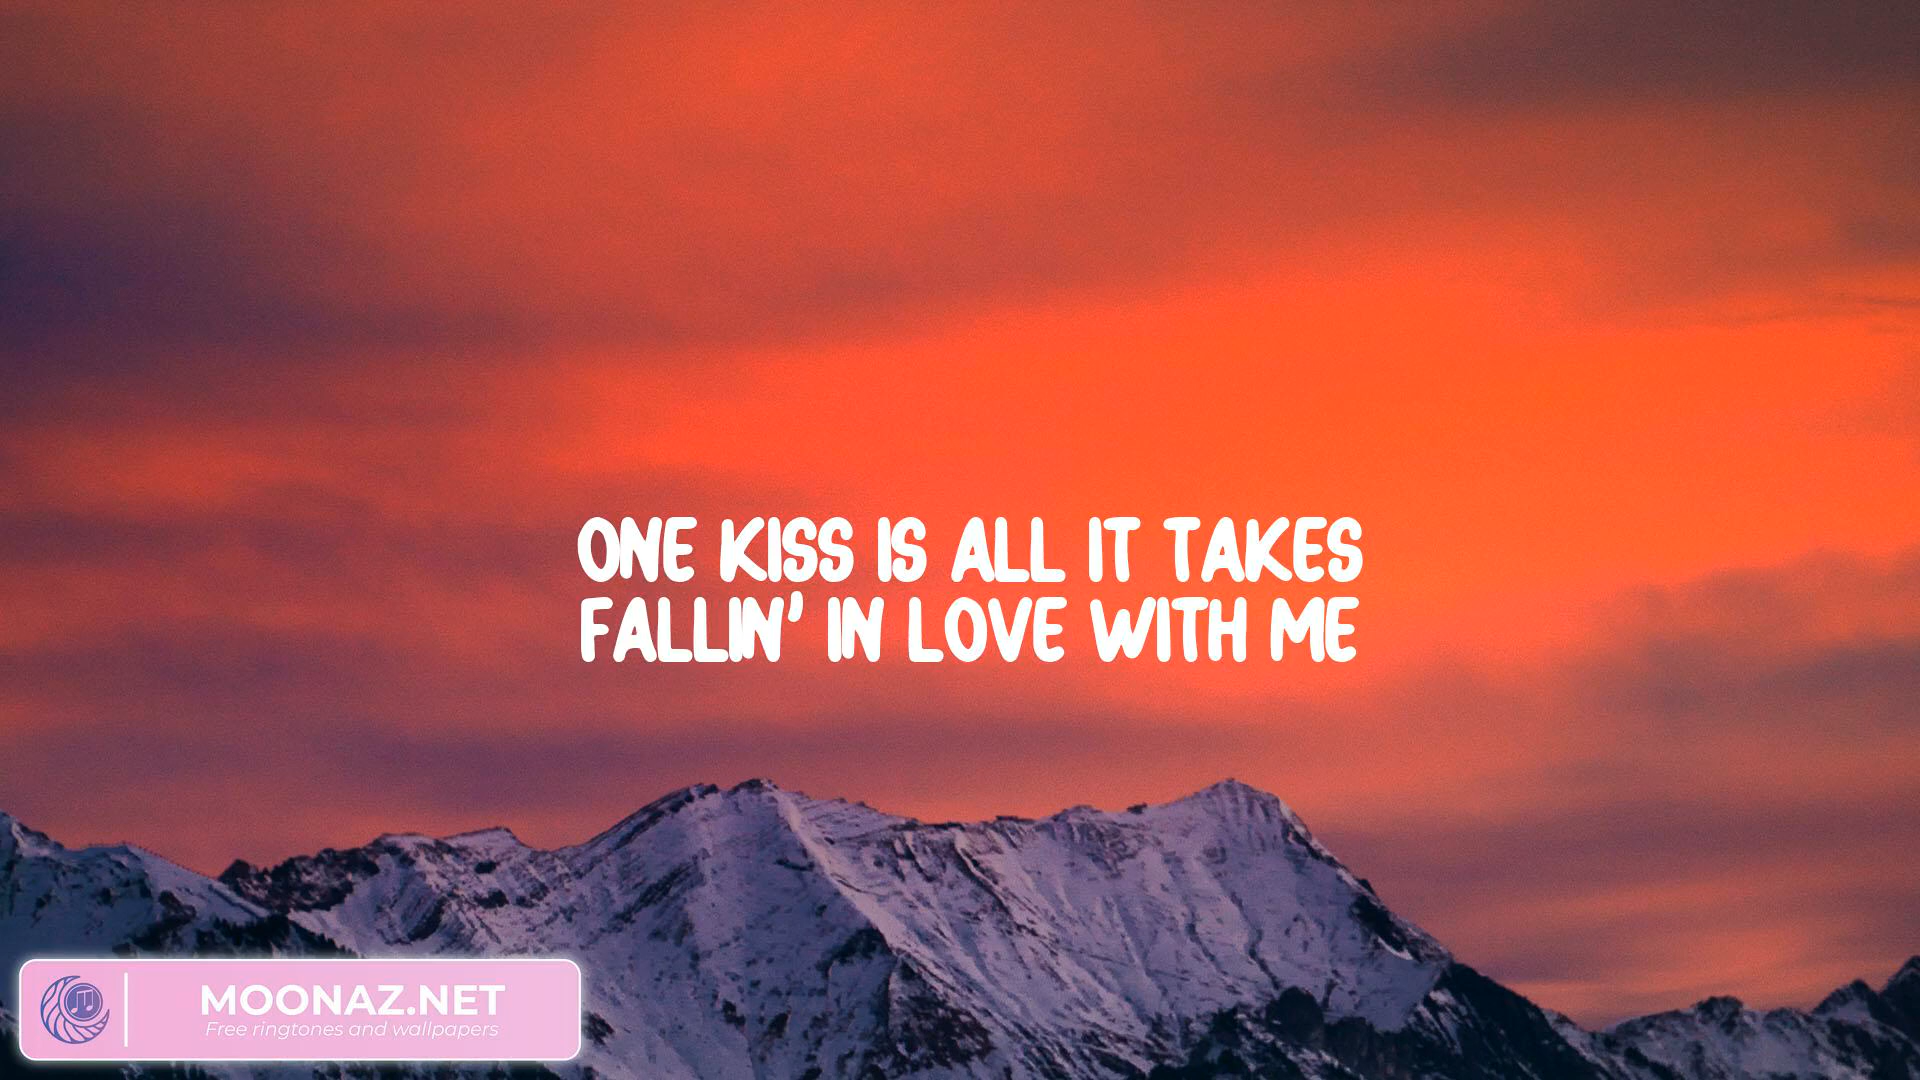 ONE KISS IS ALL IT TAKES
FALLIN' IN LOVE WITH ME
MOONAZ.NET
Free ringtones and wallpapers